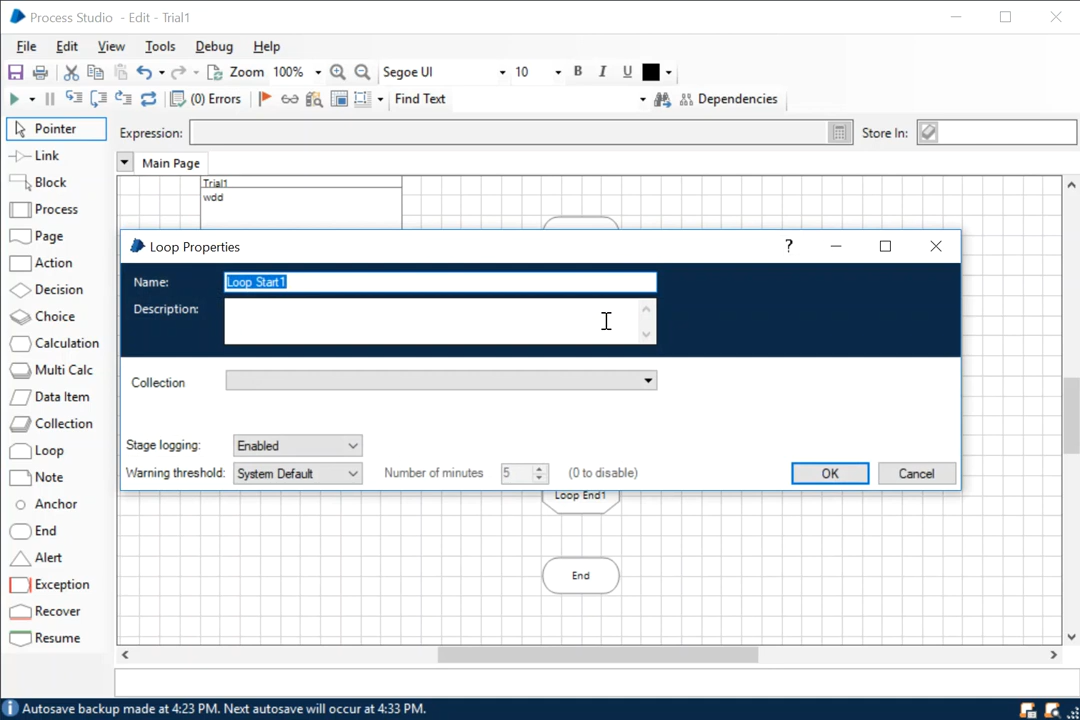 Process Studio - Edit - Trial1
File Edit View Tools Debug Help
Zoom 100% Segoe UI 10 B I U
(0) Errors Find Text Dependencies
Pointer
Expression: Store In:
Link
Main Page
Block
Trial1
wdd
Process
Page
Loop Properties ?
Action
Name: Loop Start1
Decision
Description:
Choice
Calculation
Multi Calc
Collection
Data Item
Collection
Stage logging: Enabled
Loop
Warning threshold: System Default Number of minutes 5 (0 to disable) OK Cancel
Note
Loop End1
Anchor
End
Alert
End
Exception
Recover
Resume
Autosave backup made at 4:23 PM. Next autosave will occur at 4:33 PM.